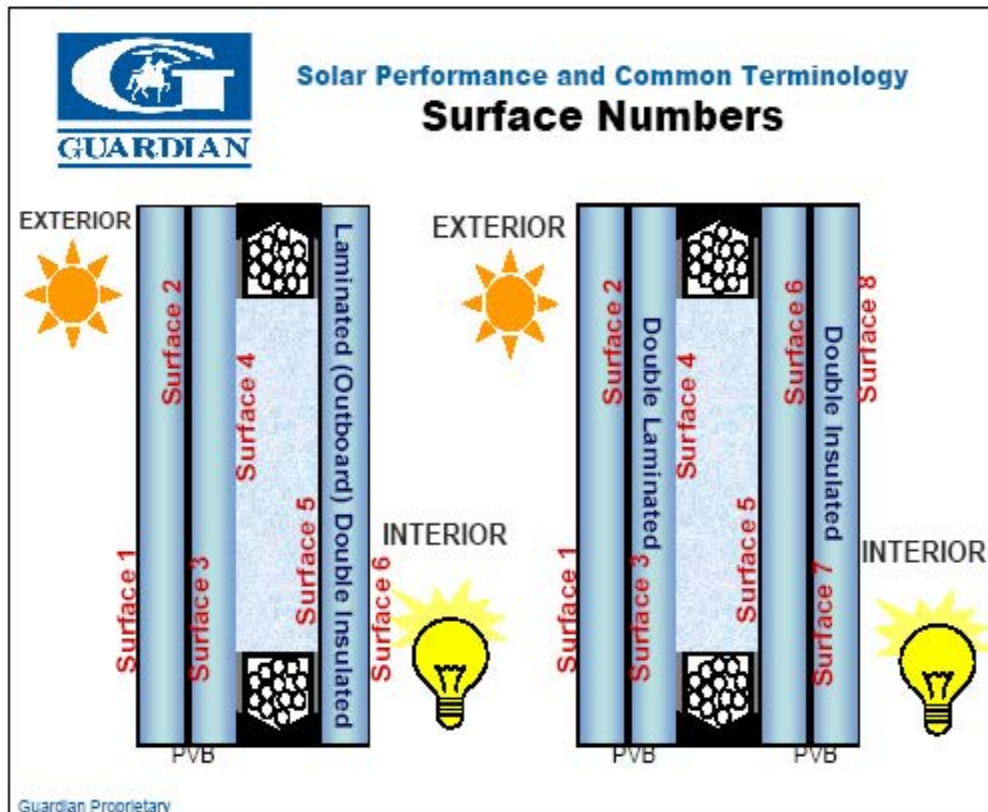 GUARDIAN
Solar Performance and Common Terminology
Surface Numbers
EXTERIOR
Surface 1
Surface 2
Surface 3
Surface 4
Surface 5
Laminated (Outboard) Double Insulated
Surface 6
INTERIOR
PVB
EXTERIOR
Surface 1
Surface 2
Surface 3
Double Laminated
Surface 4
Surface 5
Surface 6
Surface 7
Double Insulated
Surface 8
INTERIOR
PVB
PVB
Guardian Proprietary